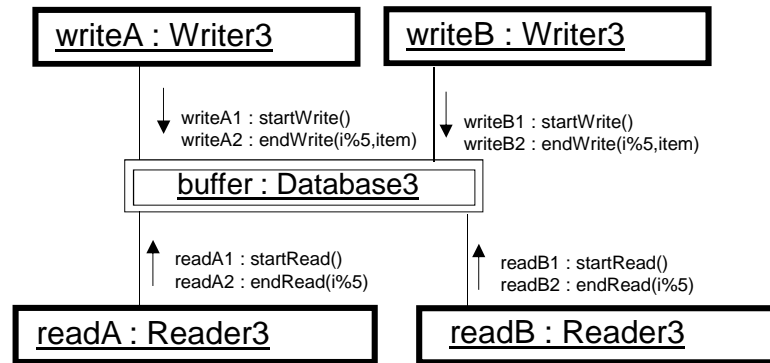 writeA : Writer3
writeB : Writer3
writeA1 : startWrite()
writeA2 : endWrite(i%5,item)
writeB1 : startWrite()
writeB2 : endWrite(i%5,item)
buffer : Database3
readA1 : startRead()
readA2 : endRead(i%5)
readB1 : startRead()
readB2 : endRead(i%5)
readA : Reader3
readB : Reader3